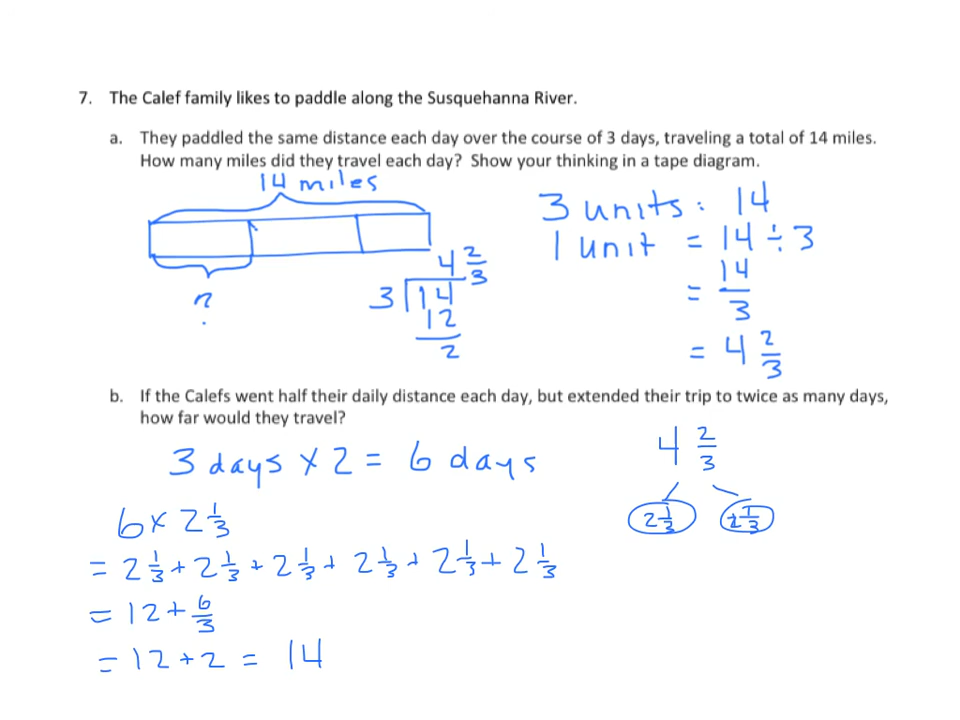 7. The Calef family likes to paddle along the Susquehanna River.
a. They paddled the same distance each day over the course of 3 days, traveling a total of 14 miles.
How many miles did they travel each day? Show your thinking in a tape diagram.
14 miles
?
4 2/3
3 14
12
2
3 units: 14
1 unit = 14 ÷ 3
= 14/3
= 4 2/3
b. If the Calefs went half their daily distance each day, but extended their trip to twice as many days,
how far would they travel?
3 days × 2 = 6 days
4 2/3
2 1/3 2 1/3
6 × 2 1/3
= 2 1/3 + 2 1/3 + 2 1/3 + 2 1/3 + 2 1/3 + 2 1/3
= 12 + 6/3
= 12 + 2 = 14